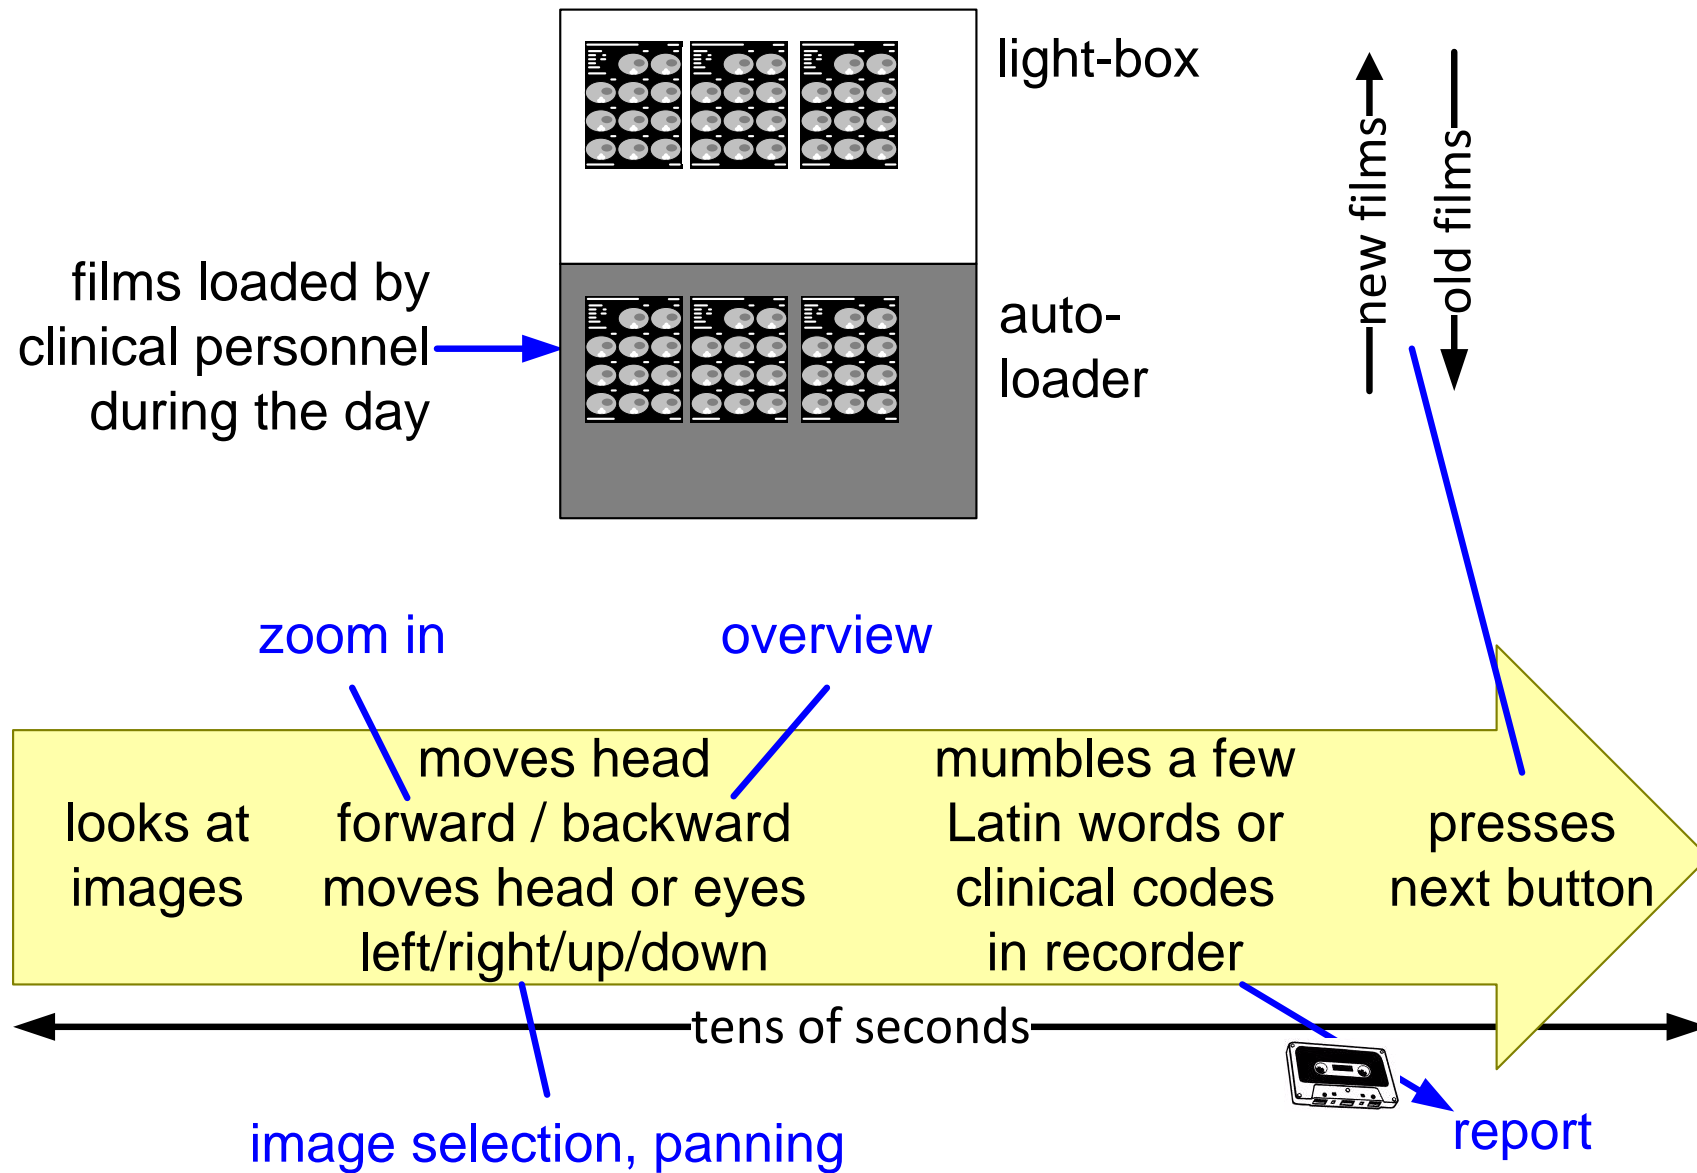 light-box
new films
old films
films loaded by
clinical personnel
during the day
auto-
loader
zoom in
overview
looks at
images
moves head
forward / backward
moves head or eyes
left/right/up/down
mumbles a few
Latin words or
clinical codes
in recorder
presses
next button
tens of seconds
image selection, panning
report